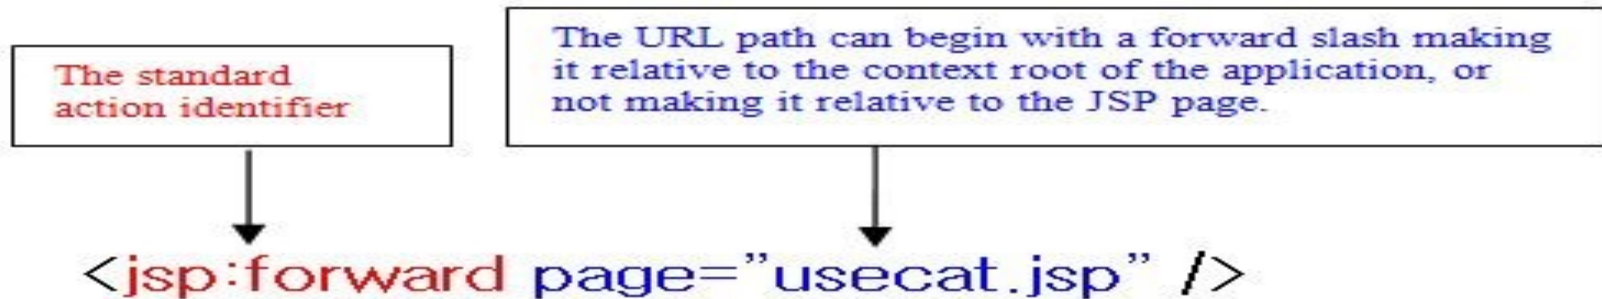 The standard
action identifier
The URL path can begin with a forward slash making
it relative to the context root of the application, or
not making it relative to the JSP page.
<jsp:forward page=”usecat.jsp” />